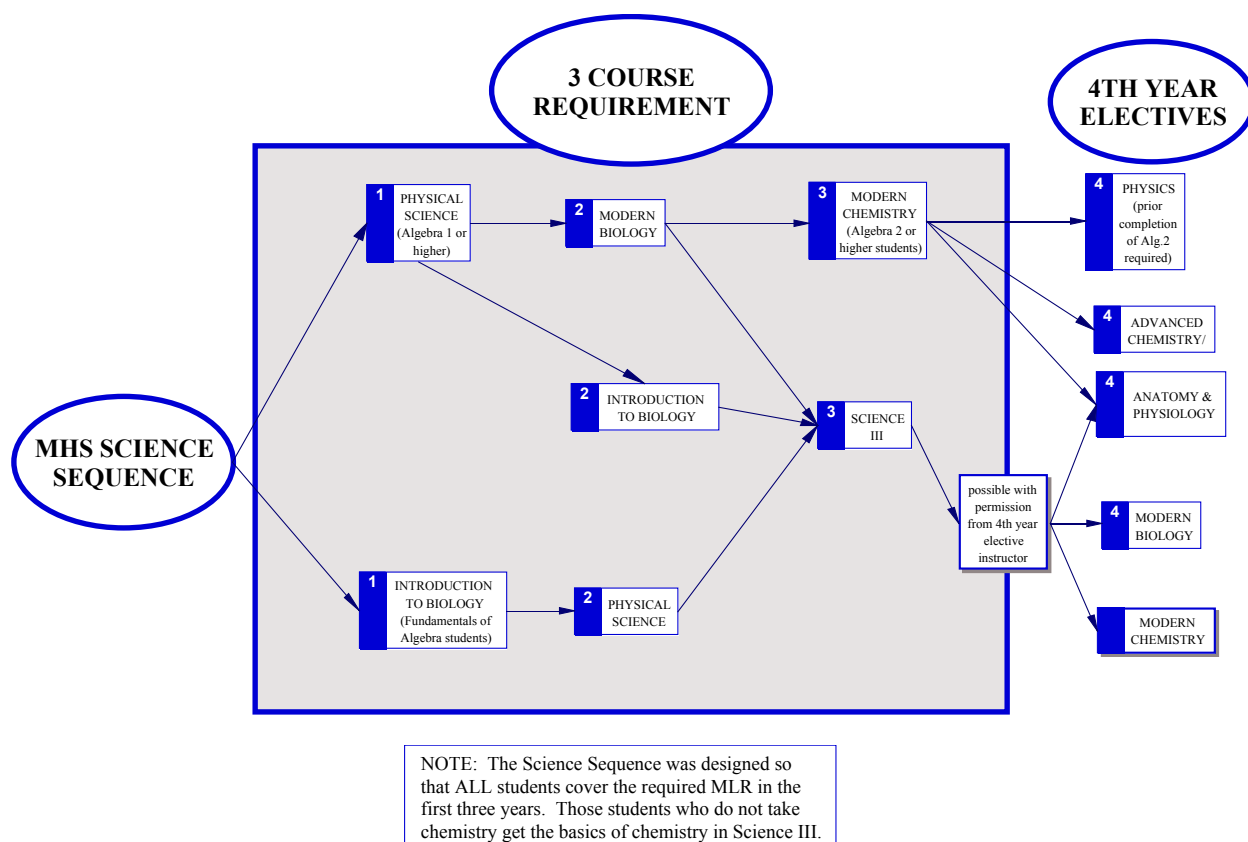 3 COURSE
REQUIREMENT
4TH YEAR
ELECTIVES
1
PHYSICAL
SCIENCE
(Algebra 1 or
higher)
2
MODERN
BIOLOGY
3
MODERN
CHEMISTRY
(Algebra 2 or
higher students)
4
PHYSICS
(prior
completion
of Alg.2
required)
4
ADVANCED
CHEMISTRY/
2
INTRODUCTION
TO BIOLOGY
3
SCIENCE
III
4
ANATOMY &
PHYSIOLOGY
MHS SCIENCE
SEQUENCE
possible with
permission
from 4th year
elective
instructor
4
MODERN
BIOLOGY
1
INTRODUCTION
TO BIOLOGY
(Fundamentals of
Algebra students)
2
PHYSICAL
SCIENCE
MODERN
CHEMISTRY
NOTE: The Science Sequence was designed so
that ALL students cover the required MLR in the
first three years. Those students who do not take
chemistry get the basics of chemistry in Science III.